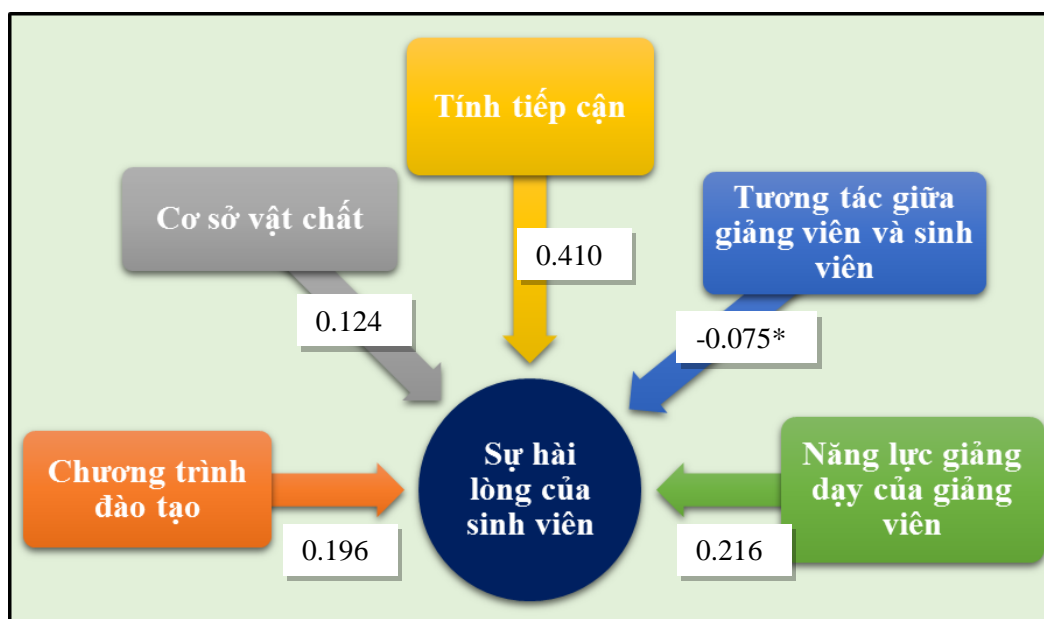 Tính tiếp cận
Cơ sở vật chất
Tương tác giữa
giảng viên và sinh
viên
0.410
0.124
-0.075*
Chương trình
đào tạo
Sự hài
lòng của
sinh viên
Năng lực giảng
dạy của giảng
viên
0.196
0.216